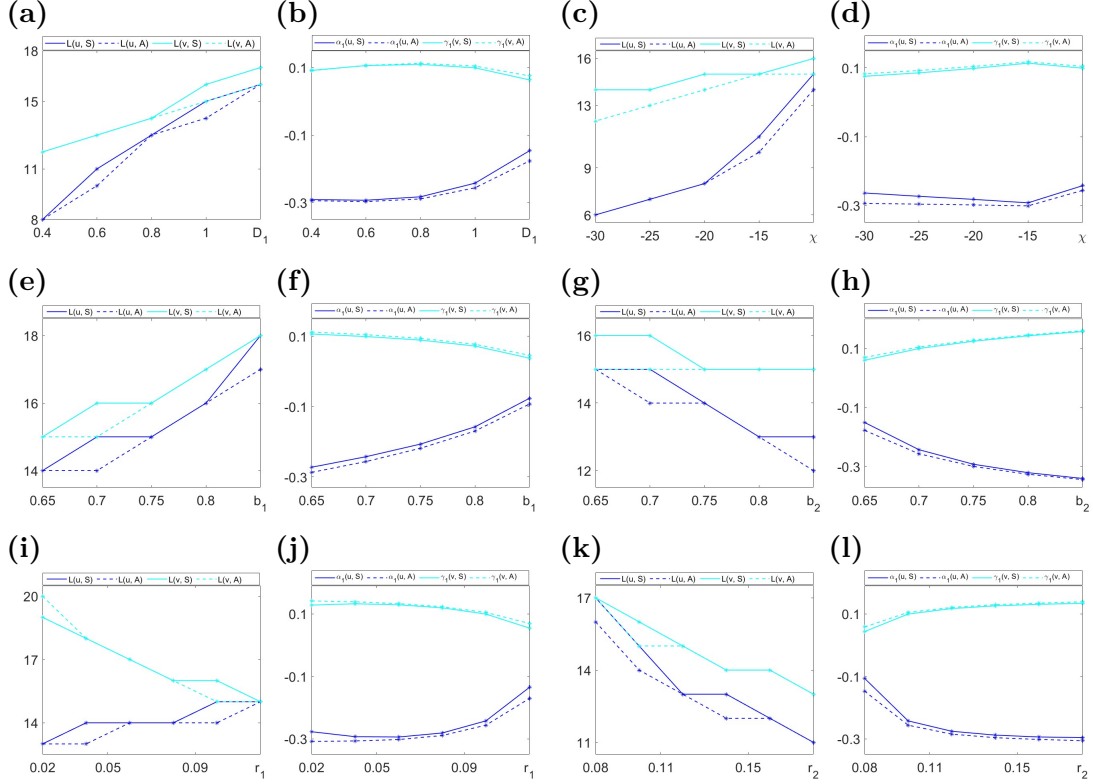 (a) (b) (c) (d)
L(u, S) L(u, A) L(v, S) L(v, A)
18
15
11
8
0.4 0.6 0.8 1 D1
α1(u, S) α1(u, A) γ1(v, S) γ1(v, A)
0.1
-0.1
-0.3
0.4 0.6 0.8 1 D1
L(u, S) L(u, A) L(v, S) L(v, A)
16
13
9
6
-30 -25 -20 -15 χ
α1(u, S) α1(u, A) γ1(v, S) γ1(v, A)
0.1
-0.1
-0.3
-30 -25 -20 -15 χ
(e) (f) (g) (h)
L(u, S) L(u, A) L(v, S) L(v, A)
18
16
14
0.65 0.7 0.75 0.8 b1
α1(u, S) α1(u, A) γ1(v, S) γ1(v, A)
0.1
-0.1
-0.3
0.65 0.7 0.75 0.8 b1
L(u, S) L(u, A) L(v, S) L(v, A)
16
14
12
0.65 0.7 0.75 0.8 b2
α1(u, S) α1(u, A) γ1(v, S) γ1(v, A)
0.1
-0.1
-0.3
0.65 0.7 0.75 0.8 b2
(i) (j) (k) (l)
L(u, S) L(u, A) L(v, S) L(v, A)
20
17
14
0.02 0.05 0.09 r1
α1(u, S) α1(u, A) γ1(v, S) γ1(v, A)
0.1
-0.1
-0.3
0.02 0.05 0.09 r1
L(u, S) L(u, A) L(v, S) L(v, A)
17
14
11
0.08 0.11 0.15 r2
α1(u, S) α1(u, A) γ1(v, S) γ1(v, A)
0.1
-0.1
-0.3
0.08 0.11 0.15 r2